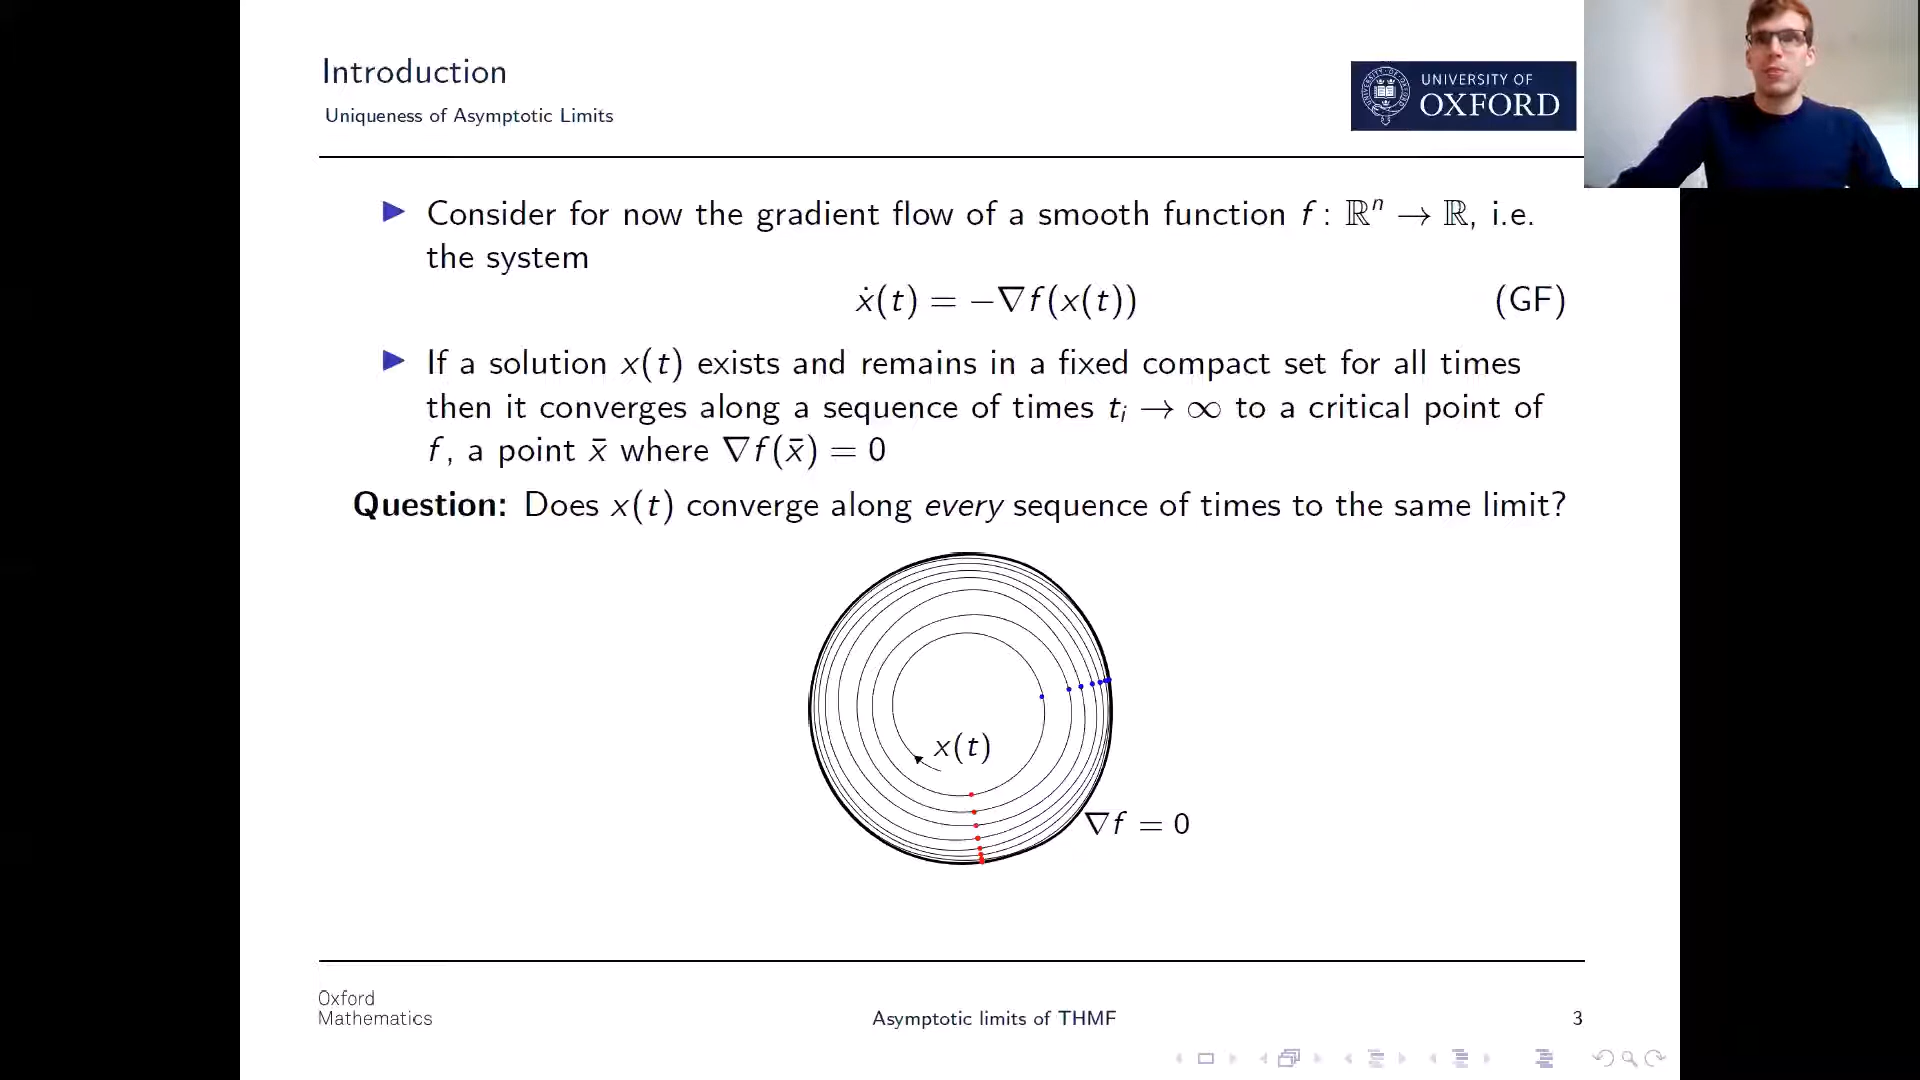 Introduction
Uniqueness of Asymptotic Limits
UNIVERSITY OF
OXFORD
▶ Consider for now the gradient flow of a smooth function f : ℝⁿ → ℝ, i.e.
the system
ẋ(t) = −∇f(x(t)) (GF)
▶ If a solution x(t) exists and remains in a fixed compact set for all times
then it converges along a sequence of times tᵢ → ∞ to a critical point of
f, a point x̄ where ∇f(x̄) = 0
Question: Does x(t) converge along every sequence of times to the same limit?
x(t)
∇f = 0
Oxford
Mathematics
Asymptotic limits of THMF
3